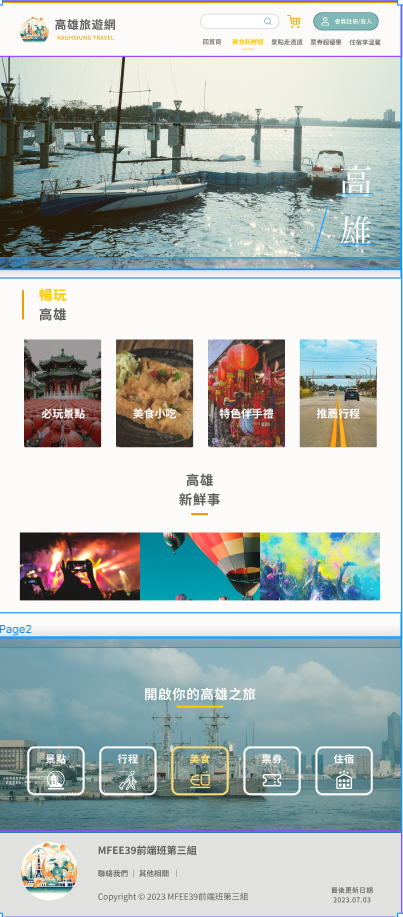 高雄旅遊網
KAOHSIUNG TRAVEL
會員註冊/登入
回首頁 美食新鮮報 景點走透透 票券超優惠 住宿享溫馨
高
雄
暢玩
高雄
必玩景點 美食小吃 特色伴手禮 推薦行程
高雄
新鮮事
Page2
開啟你的高雄之旅
景點 行程 美食 票券 住宿
MFEE39前端班第三組
聯絡我們 | 其他相關 |
Copyright © 2023 MFEE39前端班第三組
最後更新日期
2023.07.03